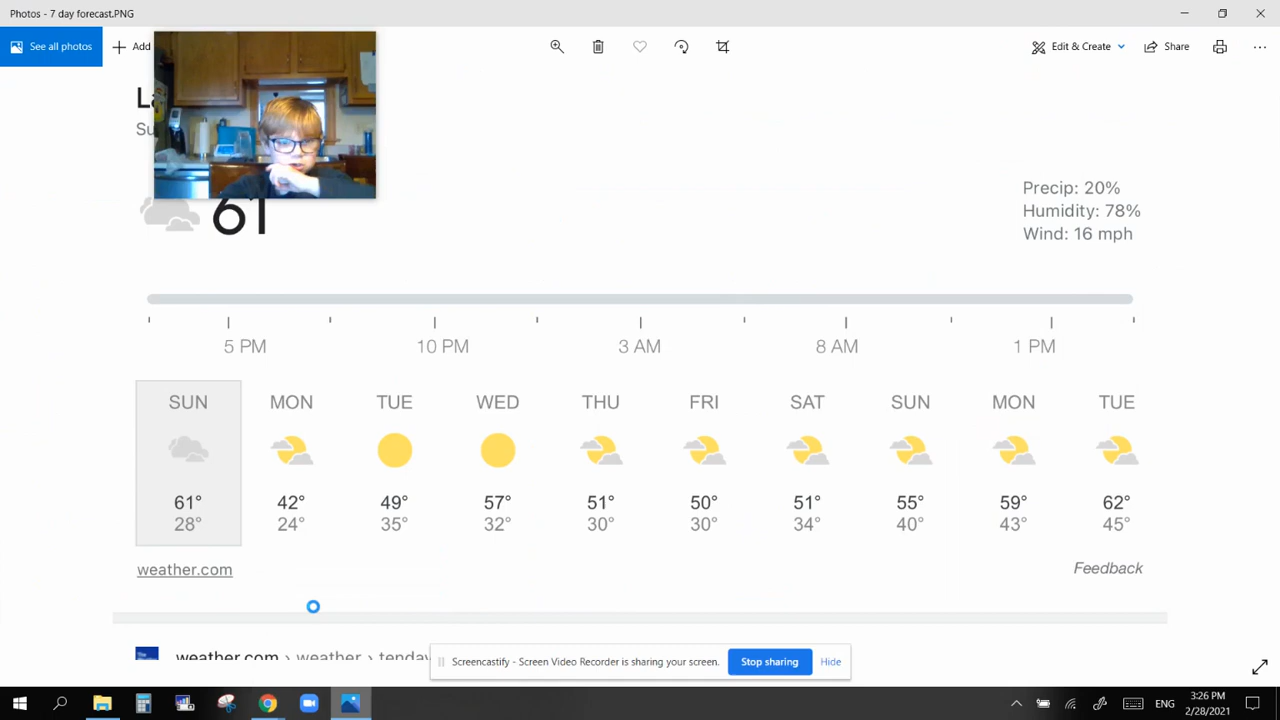 Photos - 7 day forecast.PNG
See all photos
Add
Edit & Create
Share
61
Precip: 20%
Humidity: 78%
Wind: 16 mph
5 PM 10 PM 3 AM 8 AM 1 PM
SUN MON TUE WED THU FRI SAT SUN MON TUE
61° 42° 49° 57° 51° 50° 51° 55° 59° 62°
28° 24° 35° 32° 30° 30° 34° 40° 43° 45°
weather.com
Feedback
weather.com › weather › tenday
Screencastify - Screen Video Recorder is sharing your screen.
Stop sharing
Hide
ENG
3:26 PM
2/28/2021